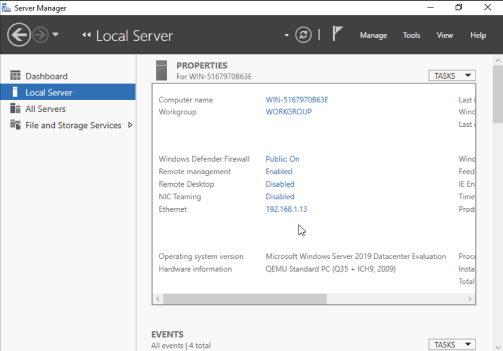 Server Manager
Local Server
Manage Tools View Help
Dashboard
Local Server
All Servers
File and Storage Services
PROPERTIES
For WIN-5167970B63E
TASKS
Computer name WIN-5167970B63E
Workgroup WORKGROUP
Last i
Wind
Last u
Windows Defender Firewall Public: On
Remote management Enabled
Remote Desktop Disabled
NIC Teaming Disabled
Ethernet 192.168.1.13
Wind
Feed
IE En
Time
Prod
Operating system version Microsoft Windows Server 2019 Datacenter Evaluation
Hardware information QEMU Standard PC (Q35 + ICH9, 2009)
Proce
Insta
Total
EVENTS
All events | 4 total
TASKS